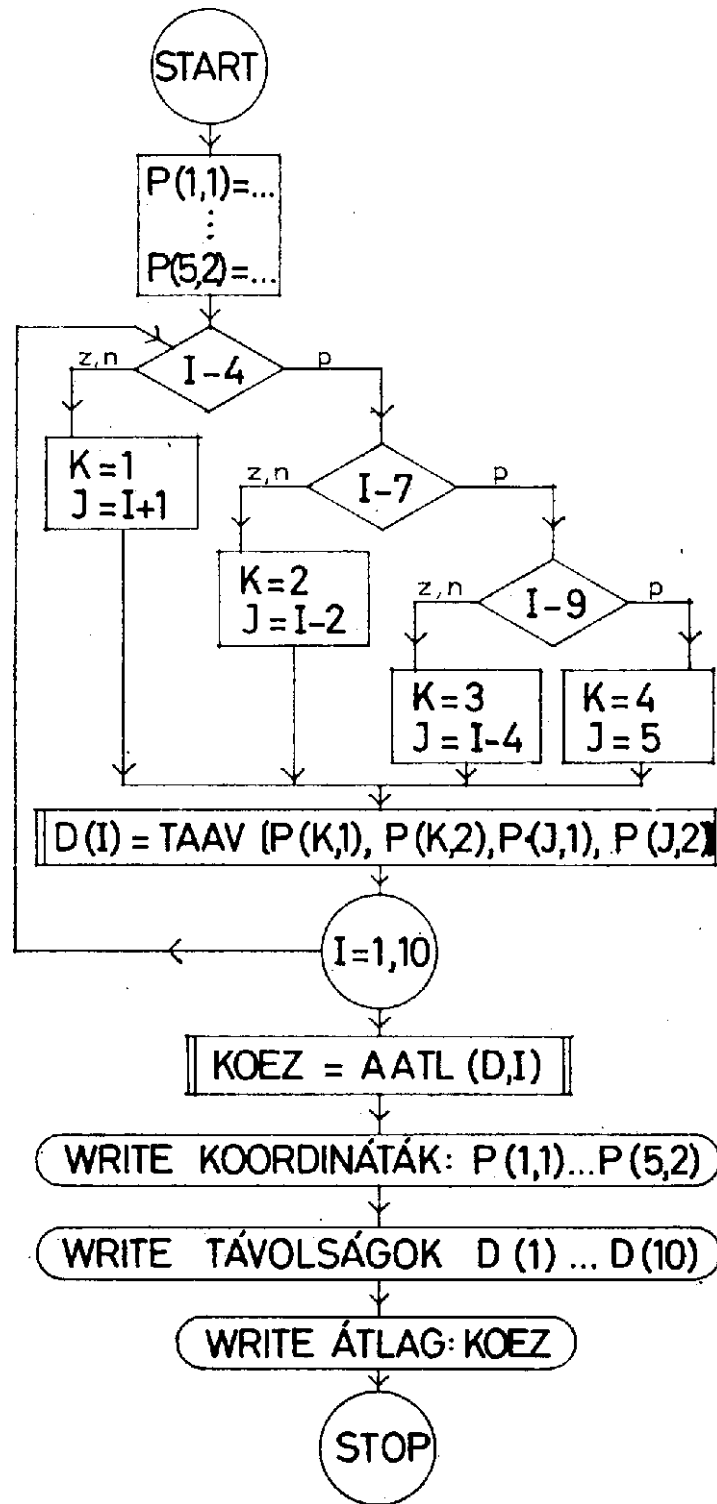 START
P(1,1)=...
⋮
P(5,2)=...
z,n
I-4
p
K=1
J=I+1
z,n
I-7
p
K=2
J=I-2
z,n
I-9
p
K=3
J=I-4
K=4
J=5
D(I) = TAAV (P(K,1), P(K,2), P(J,1), P(J,2))
I=1,10
KOEZ = AATL (D,I)
WRITE KOORDINÁTÁK: P(1,1)...P(5,2)
WRITE TÁVOLSÁGOK D(1)...D(10)
WRITE ÁTLAG: KOEZ
STOP